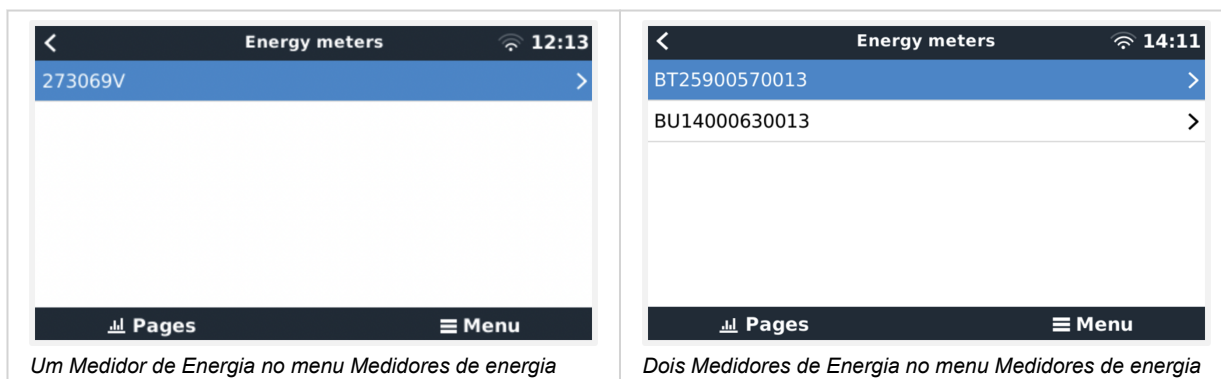 Energy meters 12:13
273069V
Pages Menu
Um Medidor de Energia no menu Medidores de energia
Energy meters 14:11
BT25900570013
BU14000630013
Pages Menu
Dois Medidores de Energia no menu Medidores de energia